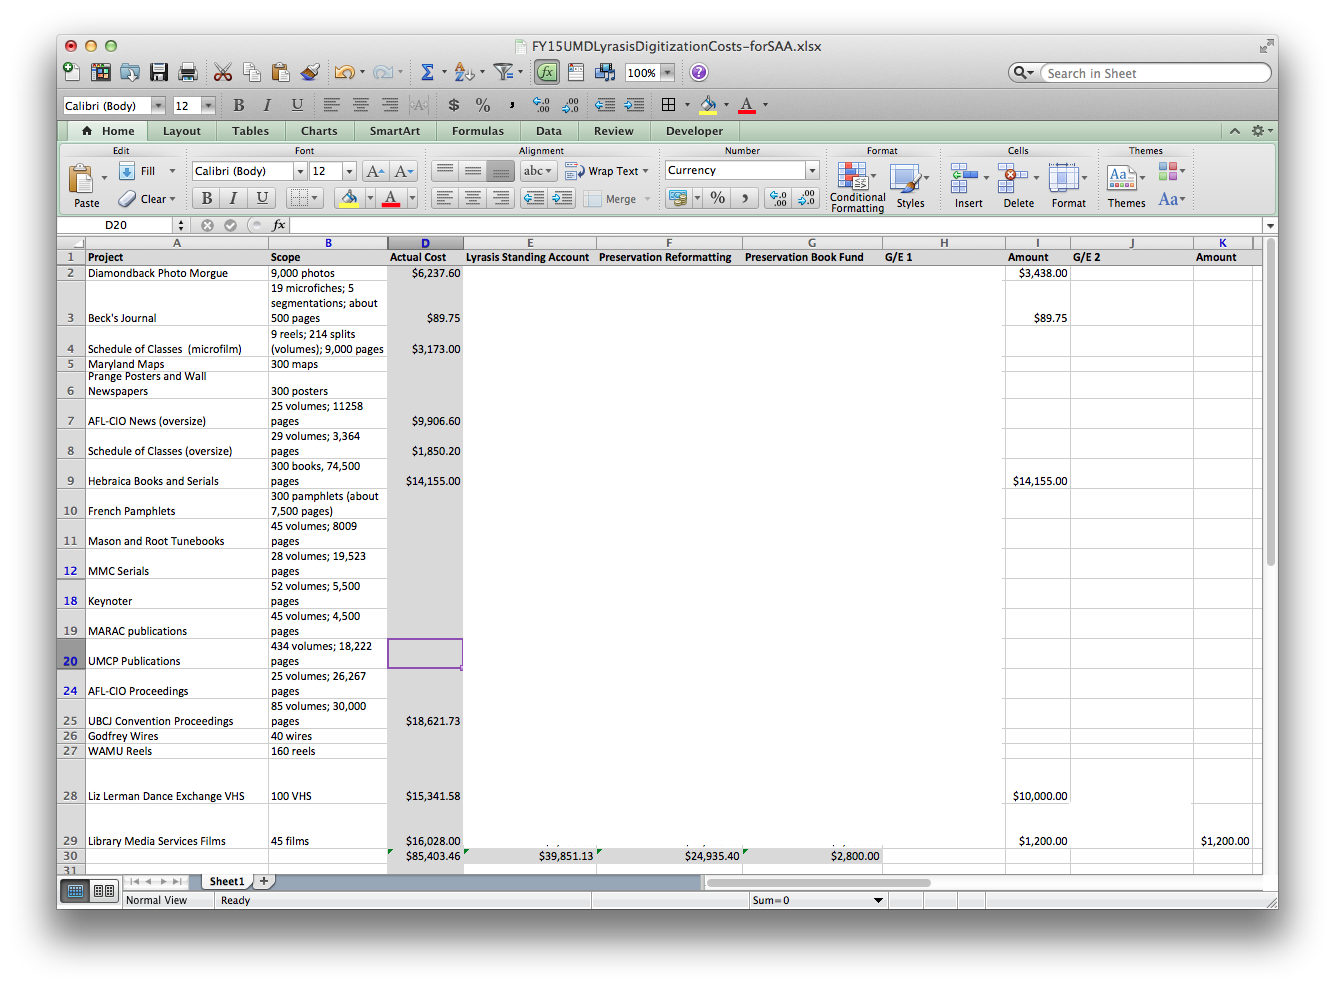 FY15UMDLyrasisDigitizationCosts-forSAA.xlsx
100%
Search in Sheet
Calibri (Body) 12 B I U $ % ,
Home Layout Tables Charts SmartArt Formulas Data Review Developer
Edit Font Alignment Number Format Cells Themes
Fill Calibri (Body) 12 abc Wrap Text Currency
Paste Clear B I U Merge % , Conditional Formatting Styles Insert Delete Format Themes Aa
D20 fx
A B D E F G H I J K
1 Project Scope Actual Cost Lyrasis Standing Account Preservation Reformatting Preservation Book Fund G/E 1 Amount G/E 2 Amount
2 Diamondback Photo Morgue 9,000 photos $6,237.60 $3,438.00
19 microfiches; 5
segmentations; about
3 Beck's Journal 500 pages $89.75 $89.75
9 reels; 214 splits
4 Schedule of Classes (microfilm) (volumes); 9,000 pages $3,173.00
5 Maryland Maps 300 maps
Prange Posters and Wall
6 Newspapers 300 posters
25 volumes; 11258
7 AFL-CIO News (oversize) pages $9,906.60
29 volumes; 3,364
8 Schedule of Classes (oversize) pages $1,850.20
300 books, 74,500
9 Hebraica Books and Serials pages $14,155.00 $14,155.00
300 pamphlets (about
10 French Pamphlets 7,500 pages)
45 volumes; 8009
11 Mason and Root Tunebooks pages
28 volumes; 19,523
12 MMC Serials pages
52 volumes; 5,500
18 Keynoter pages
45 volumes; 4,500
19 MARAC publications pages
434 volumes; 18,222
20 UMCP Publications pages
25 volumes; 26,267
24 AFL-CIO Proceedings pages
85 volumes; 30,000
25 UBCJ Convention Proceedings pages $18,621.73
26 Godfrey Wires 40 wires
27 WAMU Reels 160 reels
28 Liz Lerman Dance Exchange VHS 100 VHS $15,341.58 $10,000.00
29 Library Media Services Films 45 films $16,028.00 $1,200.00 $1,200.00
30 $85,403.46 $39,851.13 $24,935.40 $2,800.00
31
Sheet1
Normal View Ready Sum=0